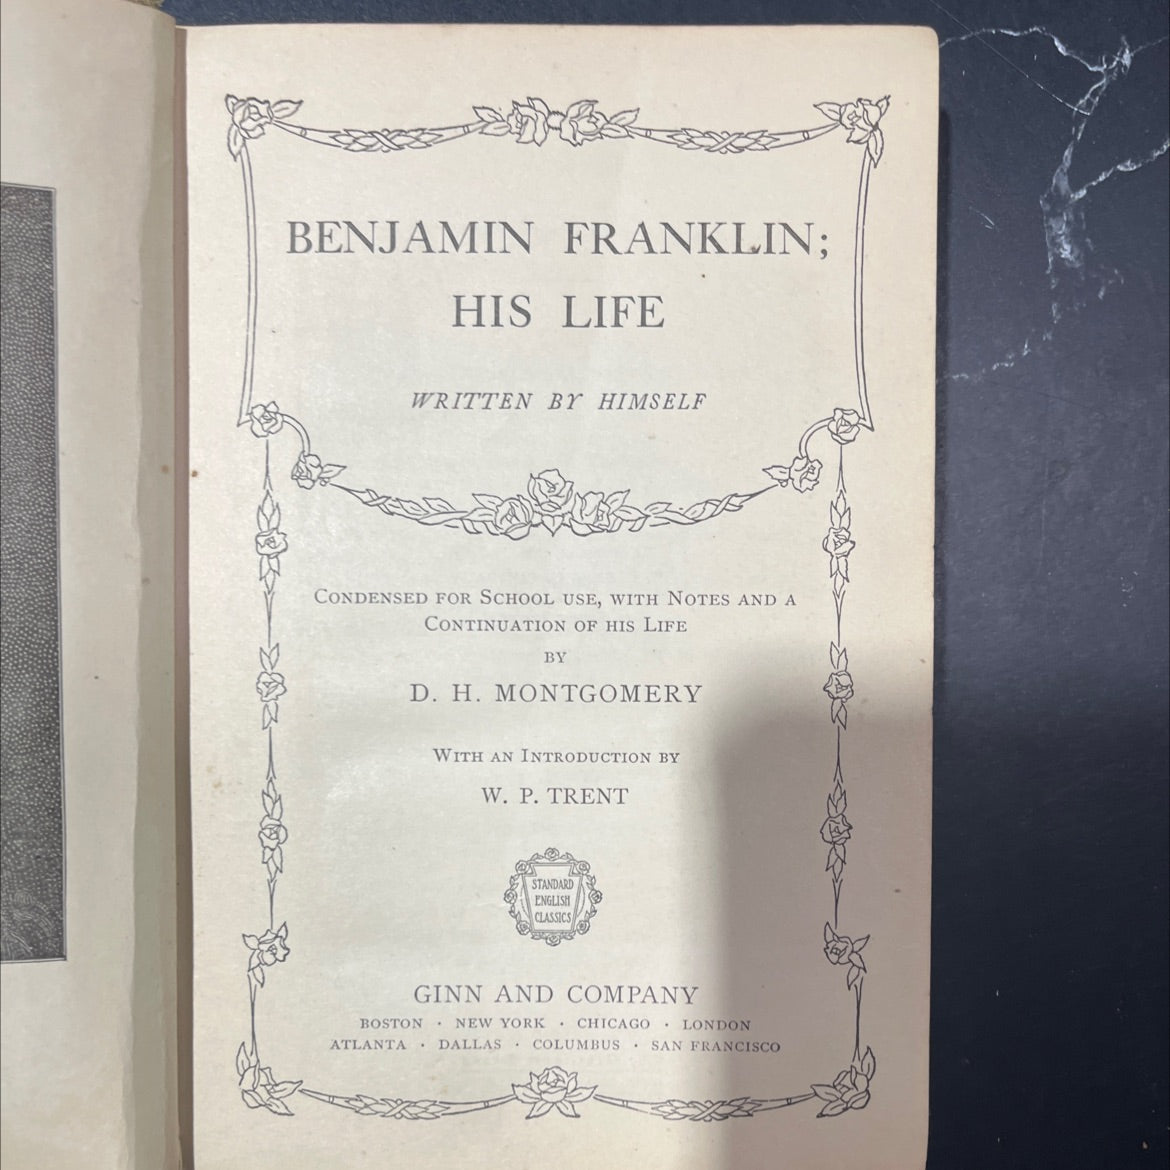 BENJAMIN FRANKLIN;
HIS LIFE
WRITTEN BY HIMSELF
CONDENSED FOR SCHOOL USE, WITH NOTES AND A
CONTINUATION OF HIS LIFE
BY
D. H. MONTGOMERY
WITH AN INTRODUCTION BY
W. P. TRENT
STANDARD
ENGLISH
CLASSICS
GINN AND COMPANY
BOSTON · NEW YORK · CHICAGO · LONDON
ATLANTA · DALLAS · COLUMBUS · SAN FRANCISCO